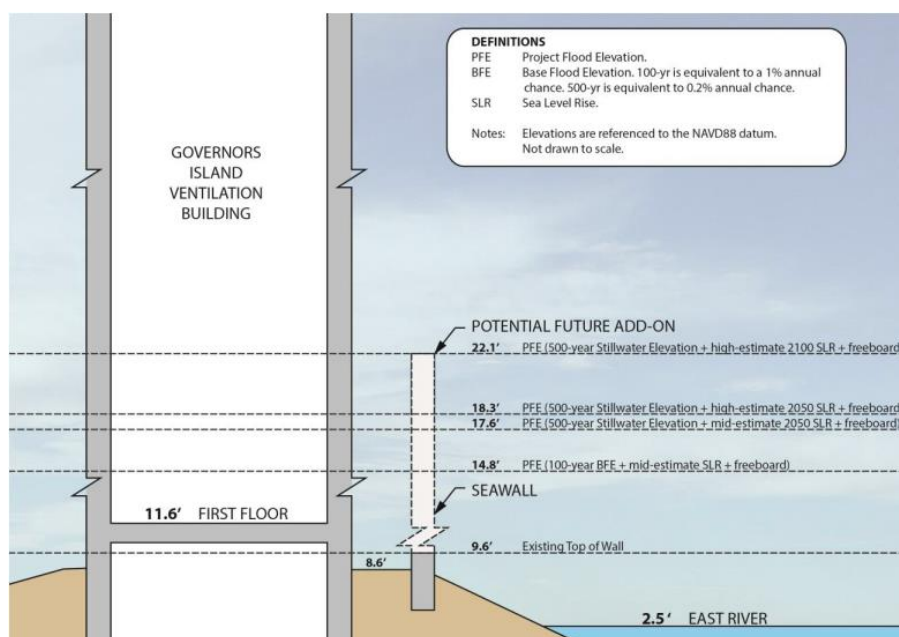 DEFINITIONS
PFE Project Flood Elevation.
BFE Base Flood Elevation. 100-yr is equivalent to a 1% annual
chance. 500-yr is equivalent to 0.2% annual chance.
SLR Sea Level Rise.
Notes: Elevations are referenced to the NAVD88 datum.
Not drawn to scale.
GOVERNORS
ISLAND
VENTILATION
BUILDING
POTENTIAL FUTURE ADD-ON
22.1' PFE (500-year Stillwater Elevation + high-estimate 2100 SLR + freeboard
18.3' PFE (500-year Stillwater Elevation + high-estimate 2050 SLR + freeboard
17.6' PFE (500-year Stillwater Elevation + mid-estimate 2050 SLR + freeboard)
14.8' PFE (100-year BFE + mid-estimate SLR + freeboard)
SEAWALL
11.6' FIRST FLOOR
9.6' Existing Top of Wall
8.6'
2.5' EAST RIVER